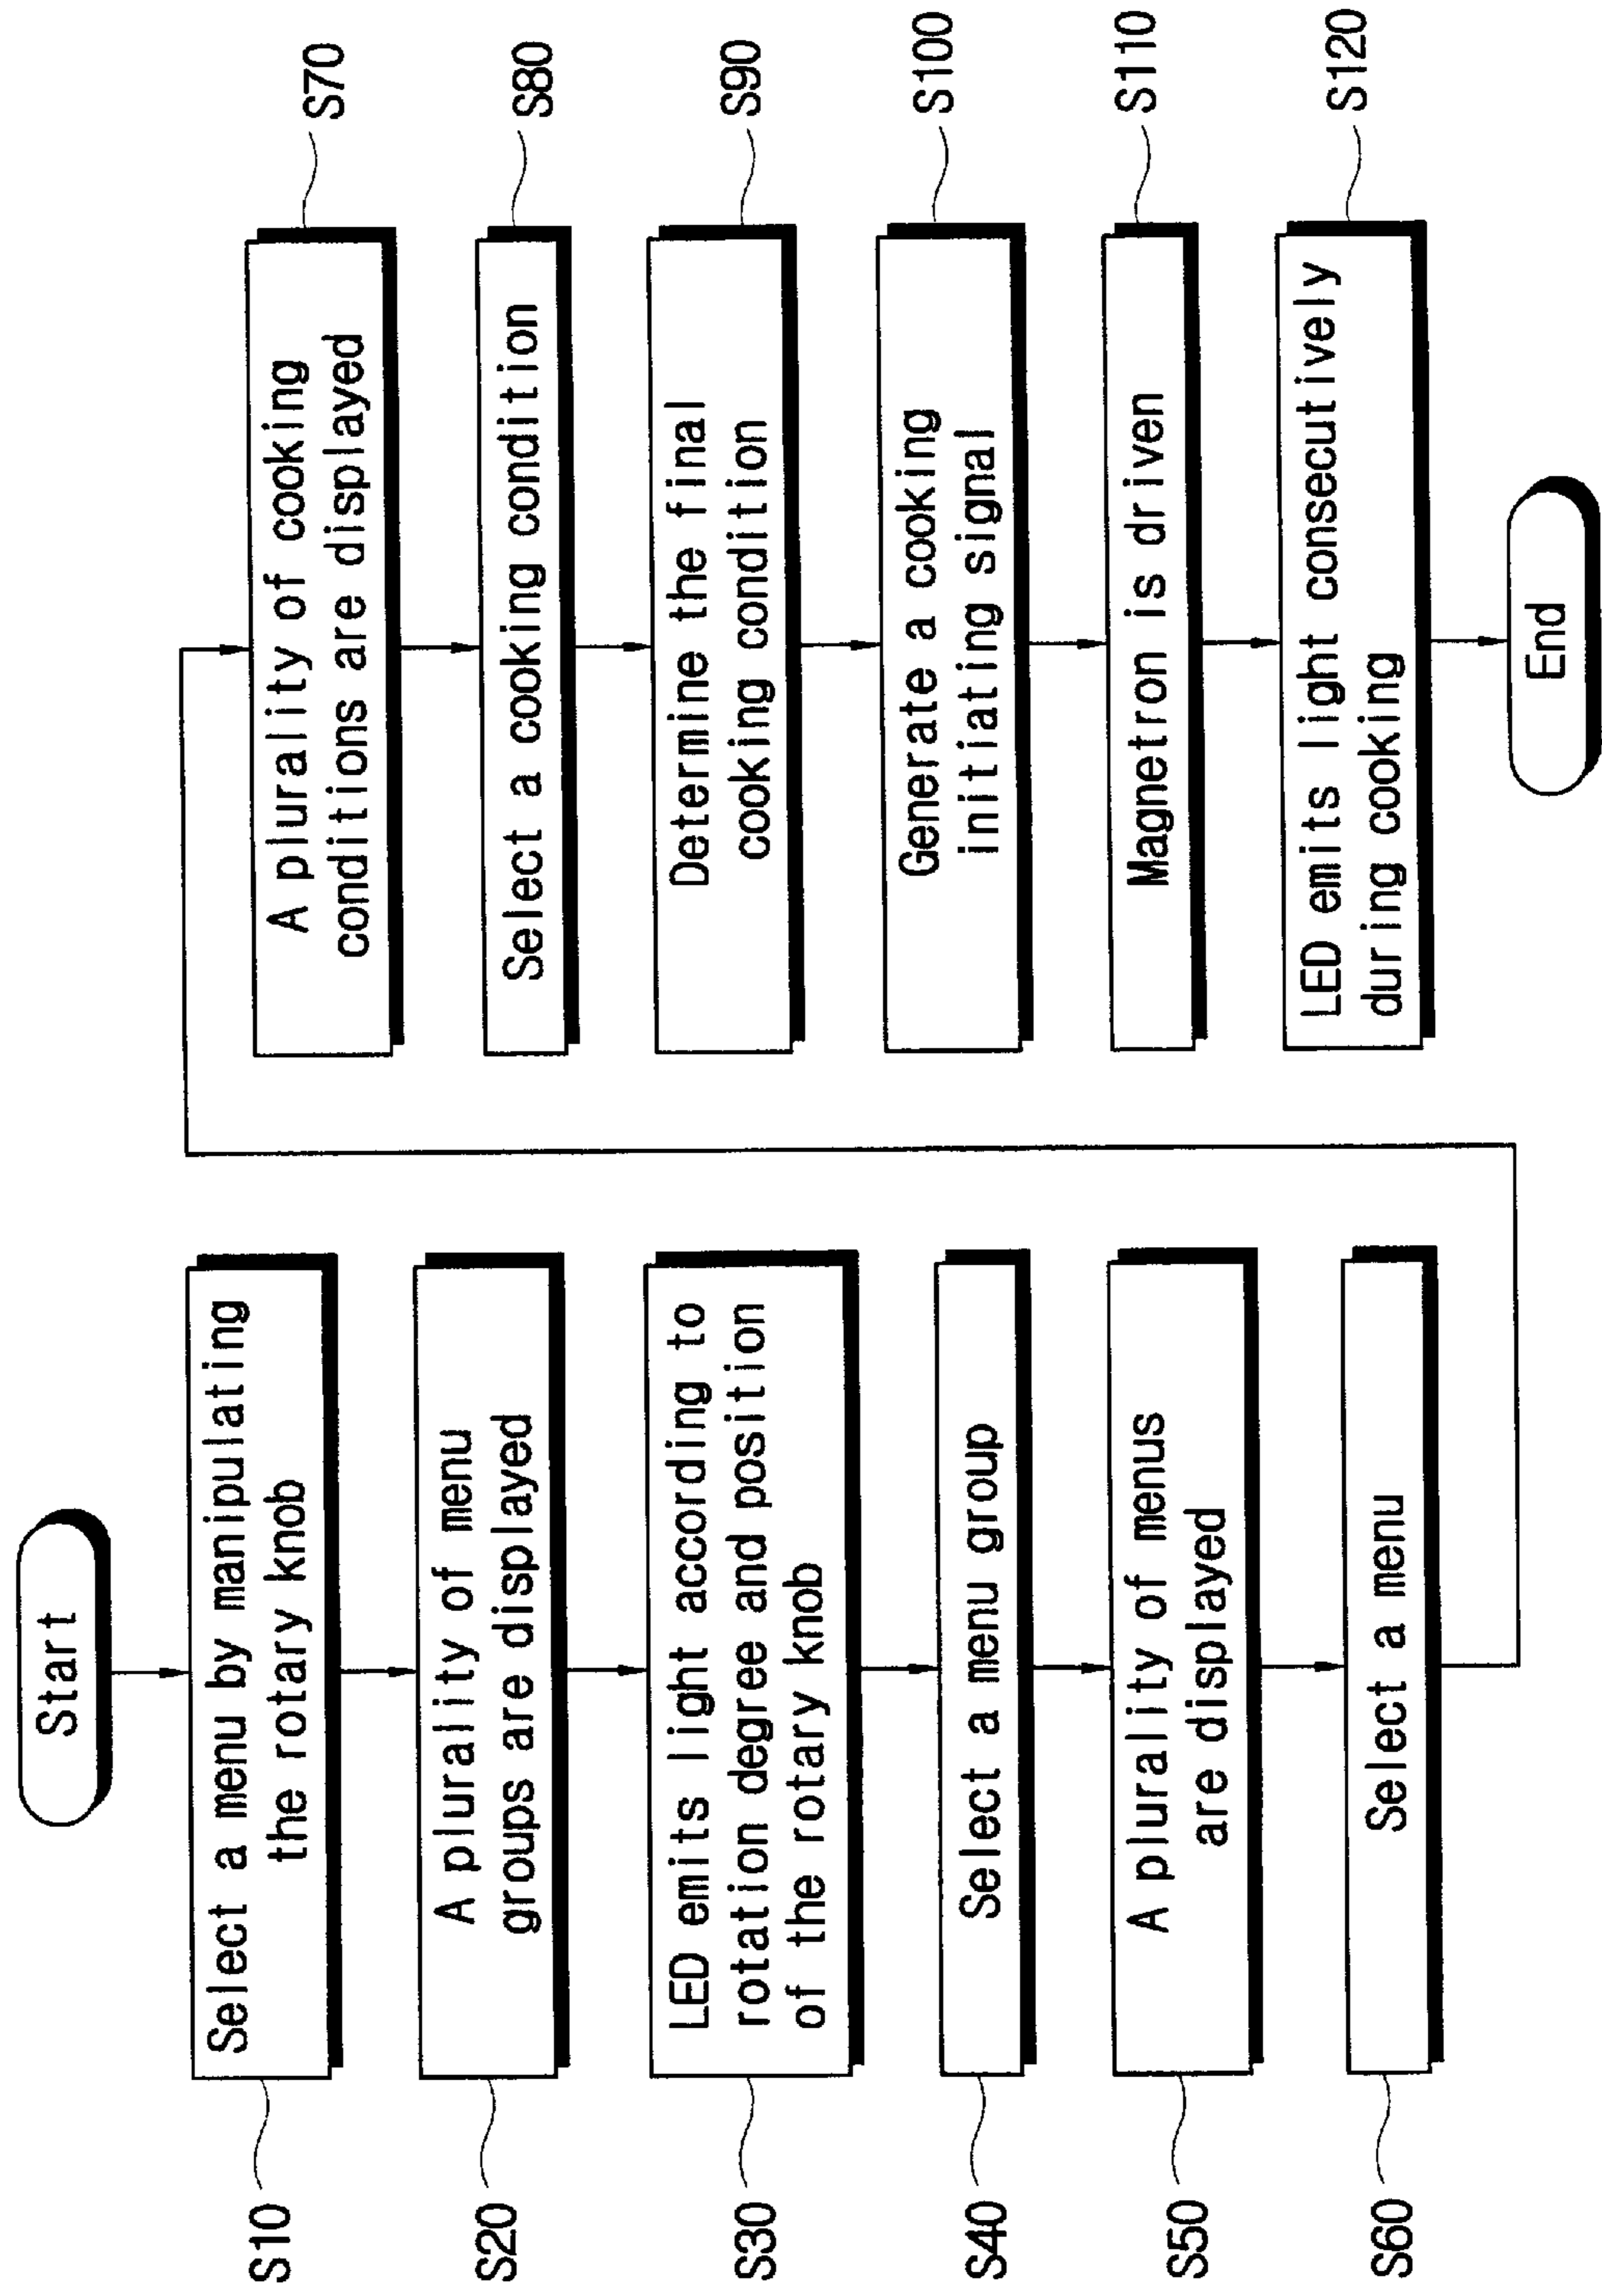 Start
S10
Select a menu by manipulating
the rotary knob
S20
A plurality of menu
groups are displayed
S30
LED emits light according to
rotation degree and position
of the rotary knob
S40
Select a menu group
S50
A plurality of menus
are displayed
S60
Select a menu
A plurality of cooking
conditions are displayed
S70
Select a cooking condition
S80
Determine the final
cooking condition
S90
Generate a cooking
initiating signal
S100
Magnetron is driven
S110
LED emits light consecutively
during cooking
S120
End